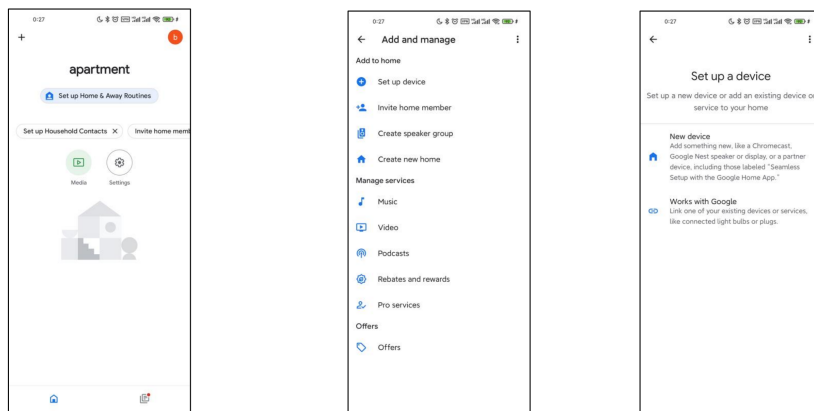 0:27
+
b
apartment
Set up Home & Away Routines
Set up Household Contacts ×
Invite home memb
Media
Settings
0:27
← Add and manage
Add to home
Set up device
Invite home member
Create speaker group
Create new home
Manage services
Music
Video
Podcasts
Rebates and rewards
Pro services
Offers
Offers
0:27
Set up a device
Set up a new device or add an existing device or
service to your home
New device
Add something new, like a Chromecast,
Google Nest speaker or display, or a partner
device, including those labeled "Seamless
Setup with the Google Home App."
Works with Google
Link one of your existing devices or services,
like connected light bulbs or plugs.